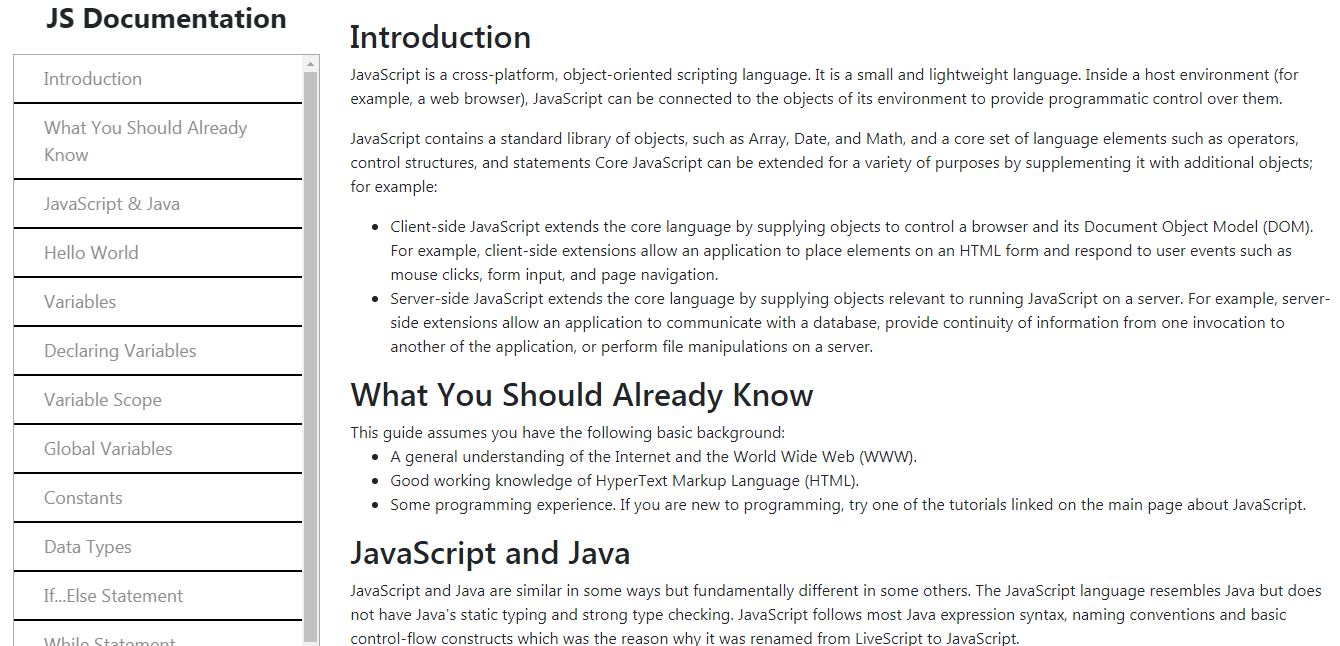 JS Documentation
Introduction
What You Should Already
Know
JavaScript & Java
Hello World
Variables
Declaring Variables
Variable Scope
Global Variables
Constants
Data Types
If...Else Statement
While Statement
Introduction
JavaScript is a cross-platform, object-oriented scripting language. It is a small and lightweight language. Inside a host environment (for
example, a web browser), JavaScript can be connected to the objects of its environment to provide programmatic control over them.
JavaScript contains a standard library of objects, such as Array, Date, and Math, and a core set of language elements such as operators,
control structures, and statements Core JavaScript can be extended for a variety of purposes by supplementing it with additional objects;
for example:
• Client-side JavaScript extends the core language by supplying objects to control a browser and its Document Object Model (DOM).
For example, client-side extensions allow an application to place elements on an HTML form and respond to user events such as
mouse clicks, form input, and page navigation.
• Server-side JavaScript extends the core language by supplying objects relevant to running JavaScript on a server. For example, server-
side extensions allow an application to communicate with a database, provide continuity of information from one invocation to
another of the application, or perform file manipulations on a server.
What You Should Already Know
This guide assumes you have the following basic background:
• A general understanding of the Internet and the World Wide Web (WWW).
• Good working knowledge of HyperText Markup Language (HTML).
• Some programming experience. If you are new to programming, try one of the tutorials linked on the main page about JavaScript.
JavaScript and Java
JavaScript and Java are similar in some ways but fundamentally different in some others. The JavaScript language resembles Java but does
not have Java's static typing and strong type checking. JavaScript follows most Java expression syntax, naming conventions and basic
control-flow constructs which was the reason why it was renamed from LiveScript to JavaScript.